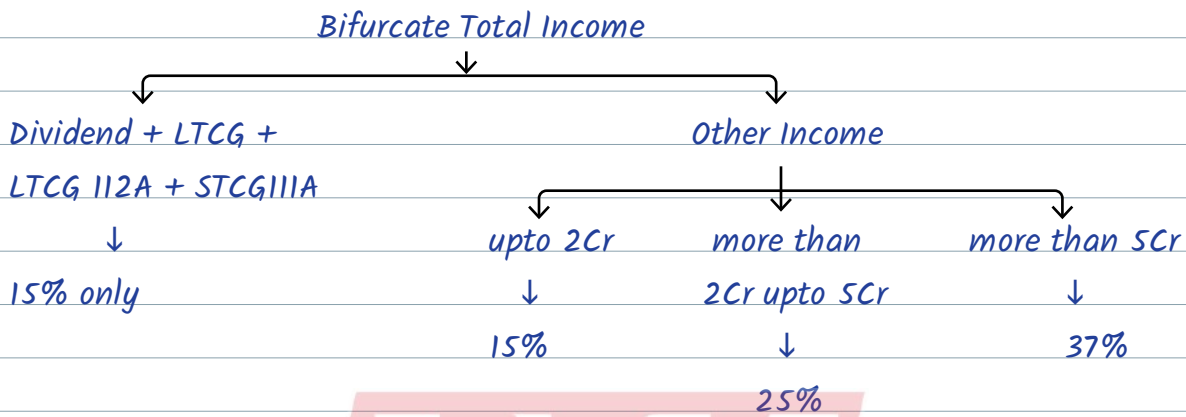 Bifurcate Total Income
↓
Dividend + LTCG + Other Income
LTCG 112A + STCG111A
↓ upto 2Cr more than more than 5Cr
15% only ↓ 2Cr upto 5Cr ↓
15% ↓ 37%
25%